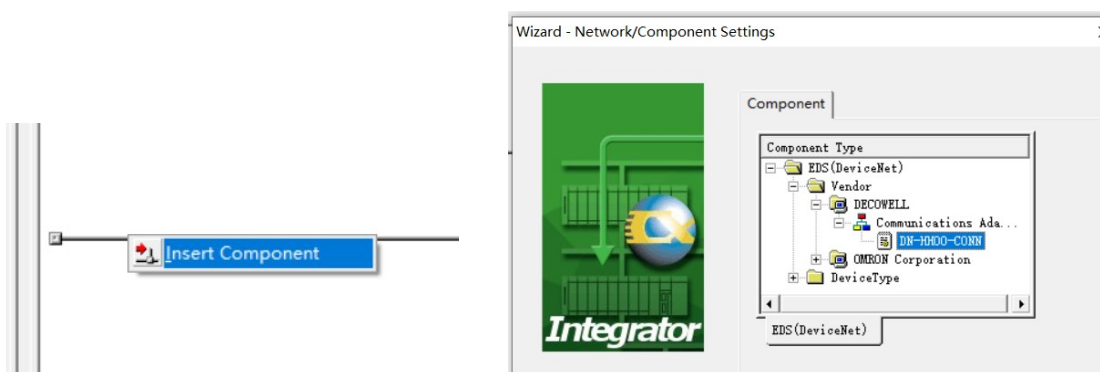 Insert Component
Wizard - Network/Component Settings
Integrator
Component
Component Type
EDS(DeviceNet)
Vendor
DECOWELL
Communications Ada...
DN-HHOO-CONN
OMRON Corporation
DeviceType
EDS(DeviceNet)